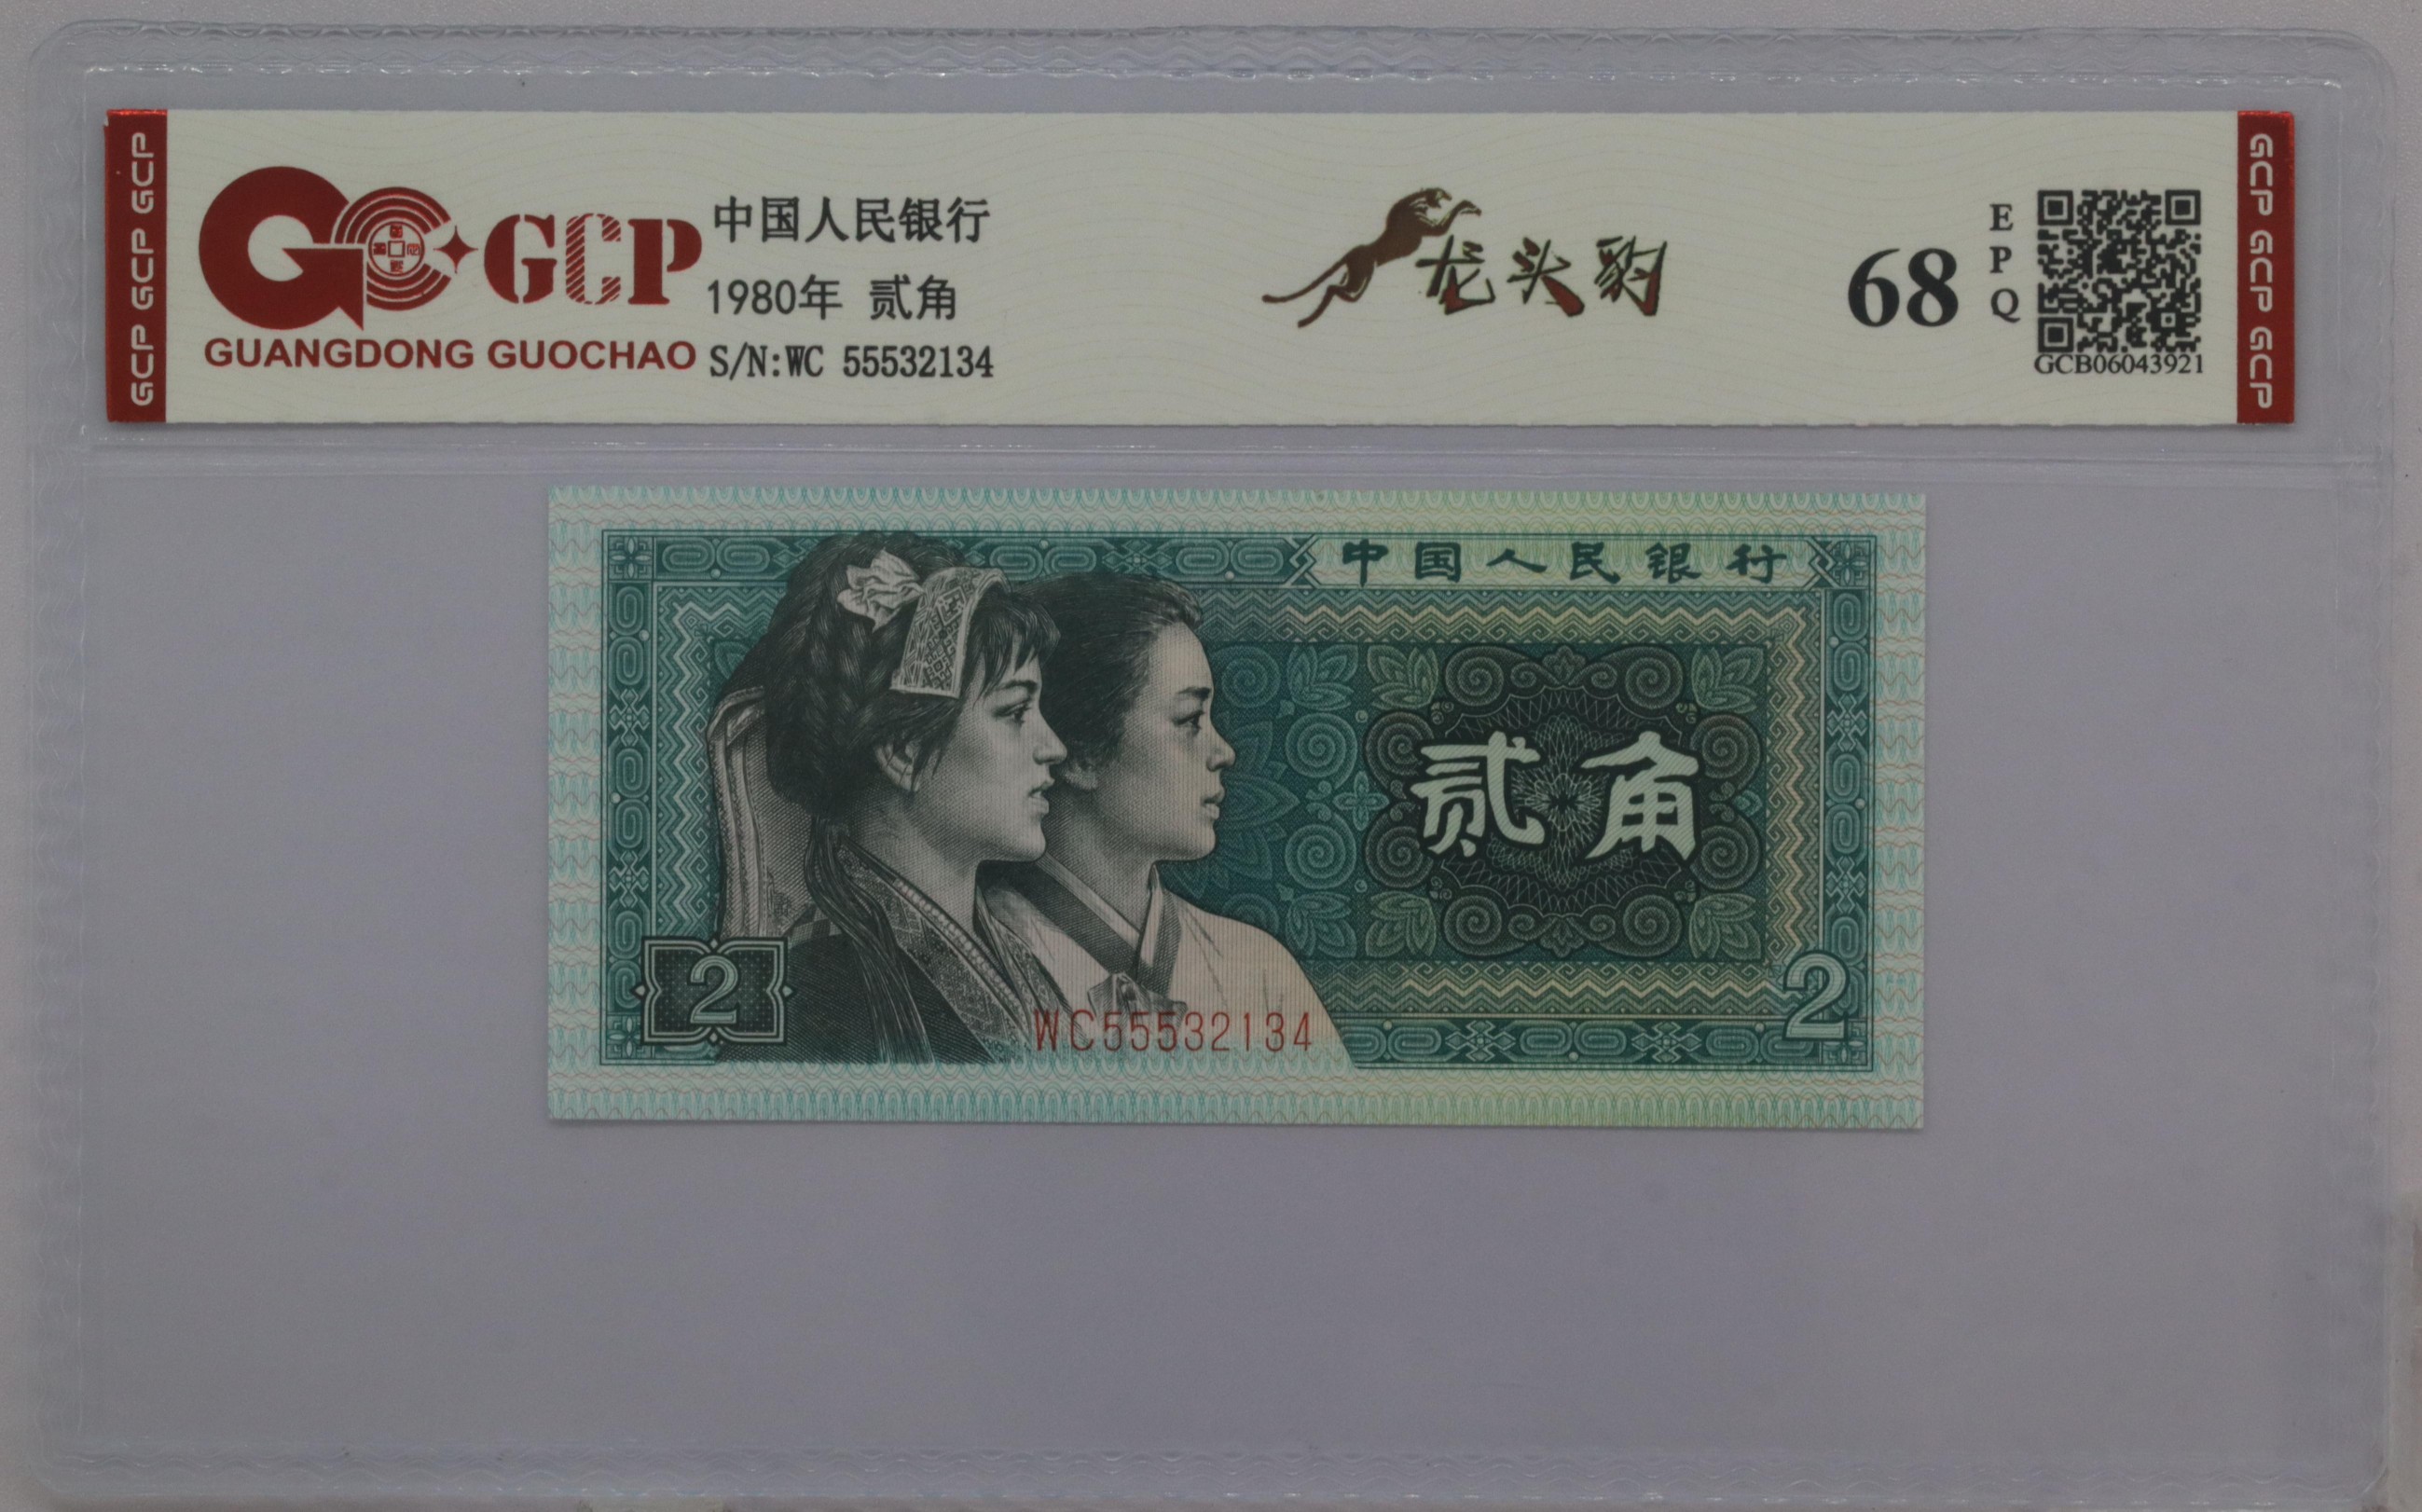 GCP GCP GCP
GCP
GUANGDONG GUOCHAO
中国人民银行
1980年 贰角
S/N:WC 55532134
龙头豹
68
EPQ
GCB06043921
GCP GCP GCP
中国人民银行
贰角
2
2
WC55532134